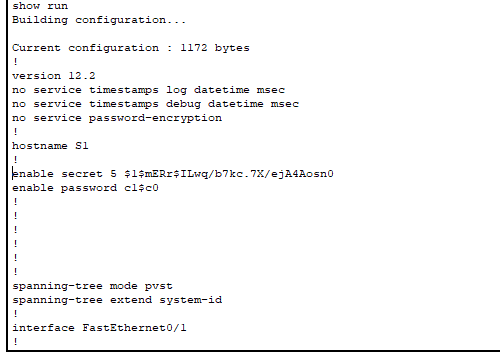 show run
Building configuration...
Current configuration : 1172 bytes
!
version 12.2
no service timestamps log datetime msec
no service timestamps debug datetime msec
no service password-encryption
!
hostname S1
!
enable secret 5 $1$mERr$ILwq/b7kc.7X/ejA4Aosn0
enable password c1$c0
!
!
!
!
!
!
spanning-tree mode pvst
spanning-tree extend system-id
!
interface FastEthernet0/1
!